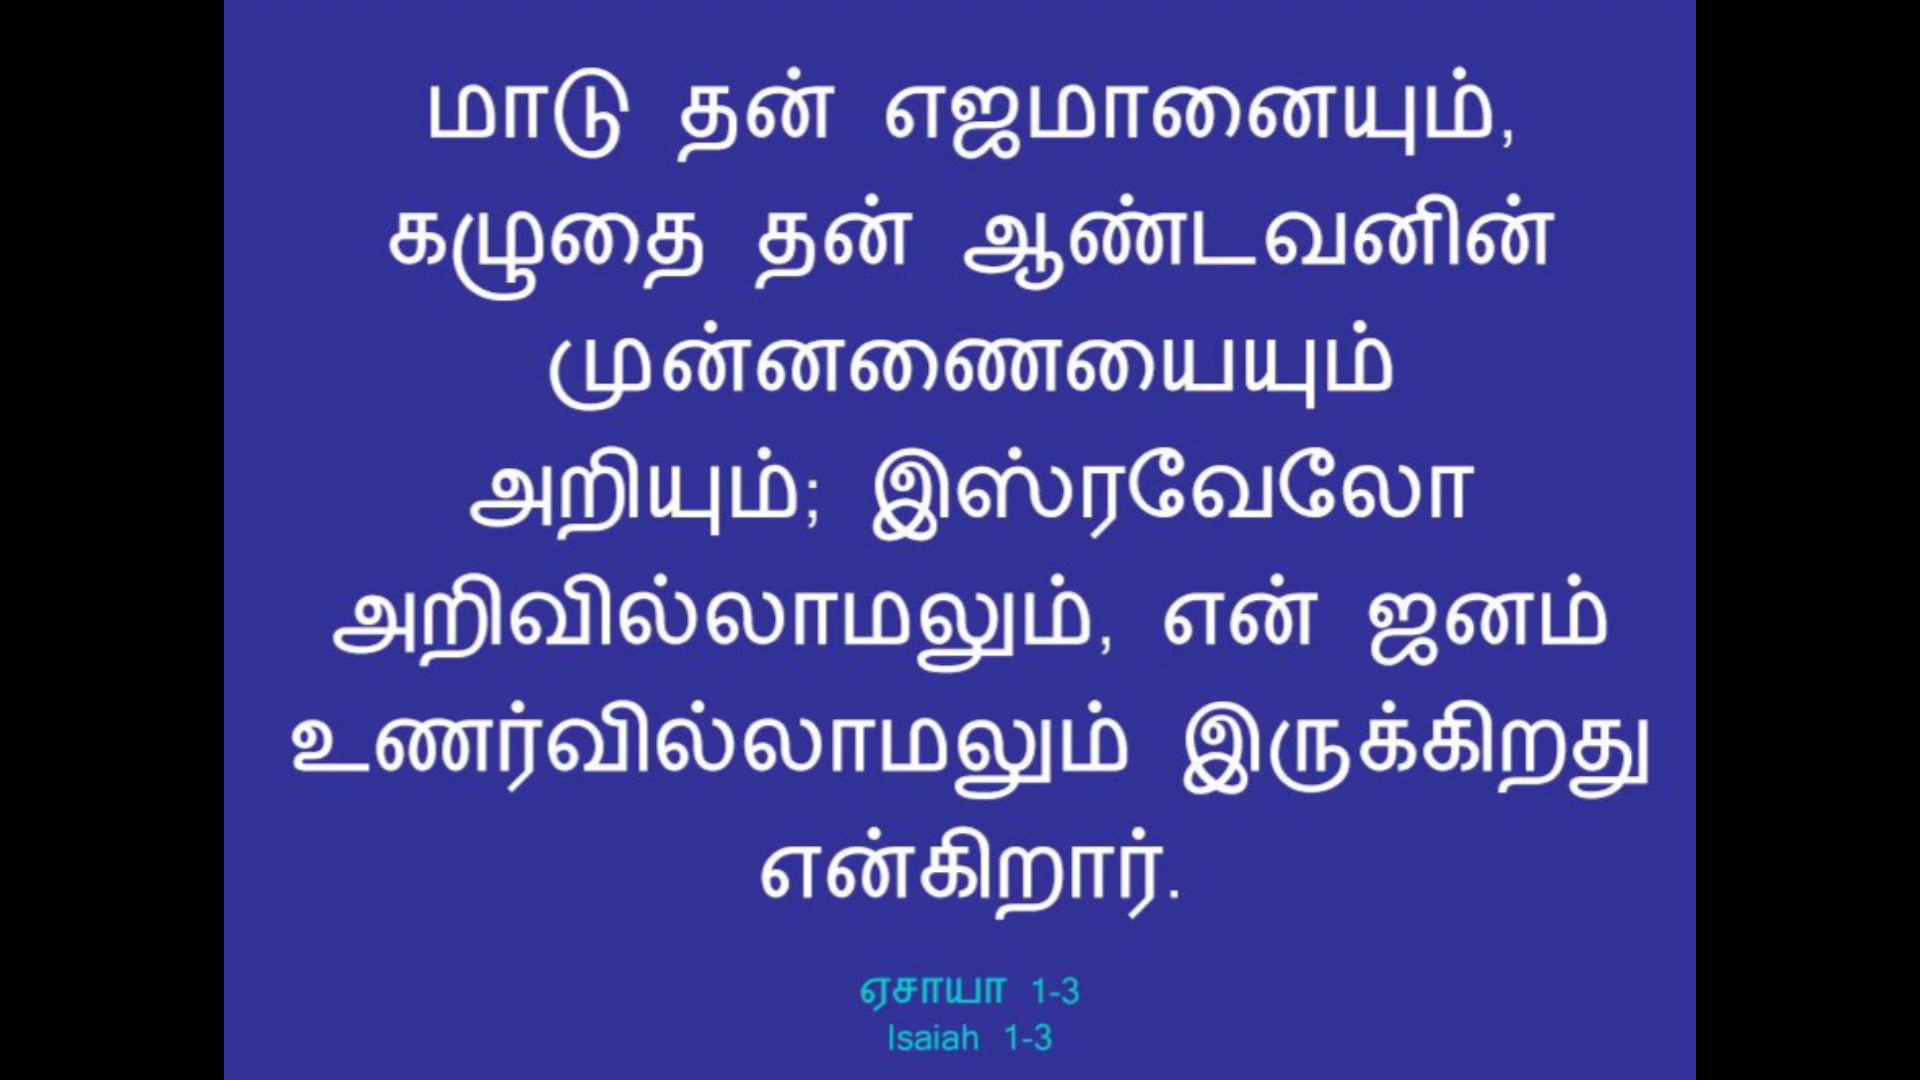 மாடு தன் எஜமானையும்,
கழுதை தன் ஆண்டவனின்
முன்னணையையும்
அறியும்; இஸ்ரவேலோ
அறிவில்லாமலும், என் ஜனம்
உணர்வில்லாமலும் இருக்கிறது
என்கிறார்.
ஏசாயா 1-3
Isaiah 1-3